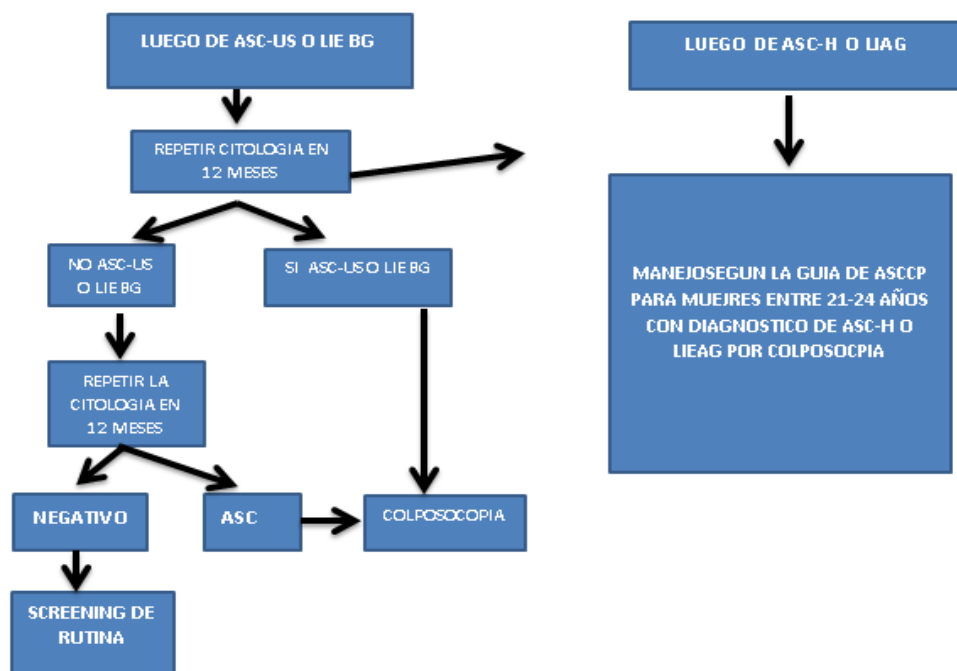 LUEGO DE ASC-US O LIE BG
LUEGO DE ASC-H O LIAG
REPETIR CITOLOGIA EN
12 MESES
NO ASC-US
O LIE BG
SI ASC-US O LIE BG
MANEJOSEGUN LA GUIA DE ASCCP
PARA MUEJRES ENTRE 21-24 AÑOS
CON DIAGNOSTICO DE ASC-H O
LIEAG POR COLPOSOCPIA
REPETIR LA
CITOLOGIA EN
12 MESES
NEGATIVO
ASC
COLPOSOCOPIA
SCREENING DE
RUTINA